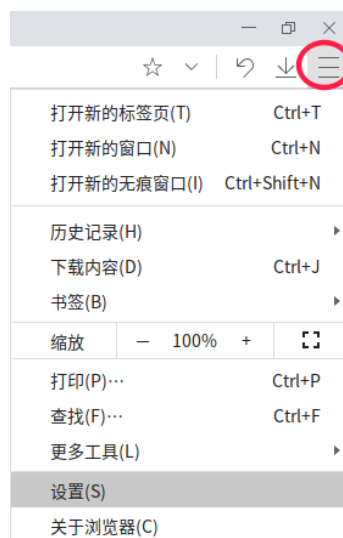 打开新的标签页(T) Ctrl+T
打开新的窗口(N) Ctrl+N
打开新的无痕窗口(I) Ctrl+Shift+N
历史记录(H)
下载内容(D) Ctrl+J
书签(B)
缩放 — 100% +
打印(P)··· Ctrl+P
查找(F)··· Ctrl+F
更多工具(L)
设置(S)
关于浏览器(C)